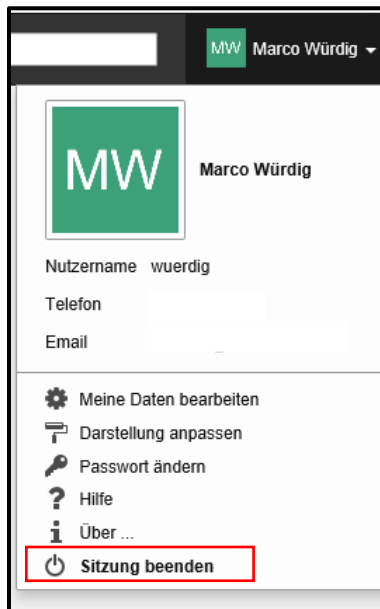 MW Marco Würdig
MW
Marco Würdig
Nutzername wuerdig
Telefon
Email
Meine Daten bearbeiten
Darstellung anpassen
Passwort ändern
? Hilfe
i Über ...
Sitzung beenden